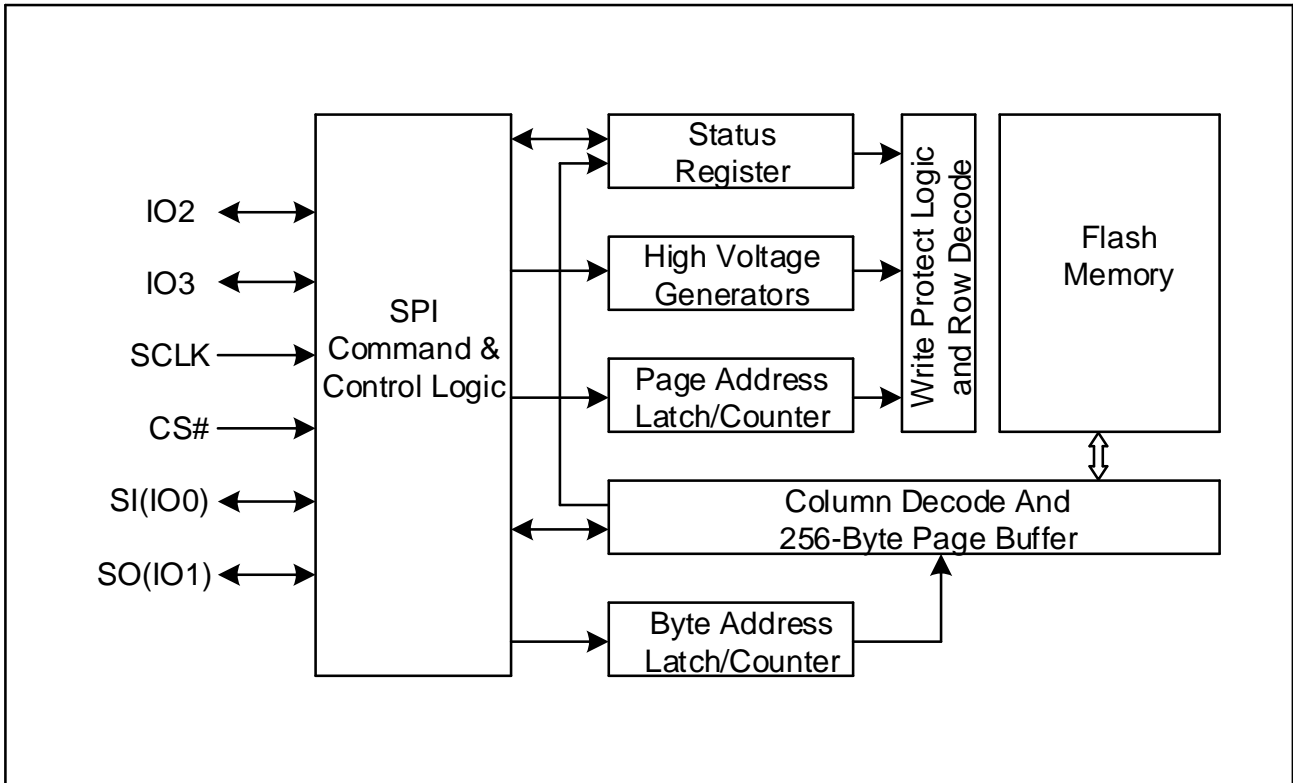 IO2
IO3
SCLK
CS#
SI(IO0)
SO(IO1)
SPI
Command &
Control Logic
Status
Register
High Voltage
Generators
Page Address
Latch/Counter
Write Protect Logic
and Row Decode
Flash
Memory
Column Decode And
256-Byte Page Buffer
Byte Address
Latch/Counter